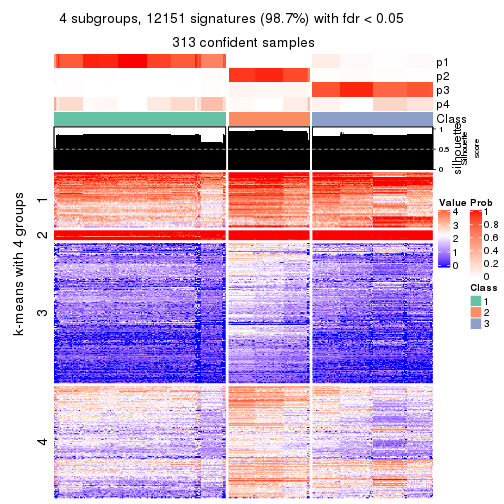 4 subgroups, 12151 signatures (98.7%) with fdr < 0.05
313 confident samples
p1
p2
p3
p4
Class
silhouette
Silhouette
score
1
0.5
0
k-means with 4 groups
1
2
3
4
Value
4
3
2
1
0
Prob
1
0.8
0.6
0.4
0.2
0
Class
1
2
3